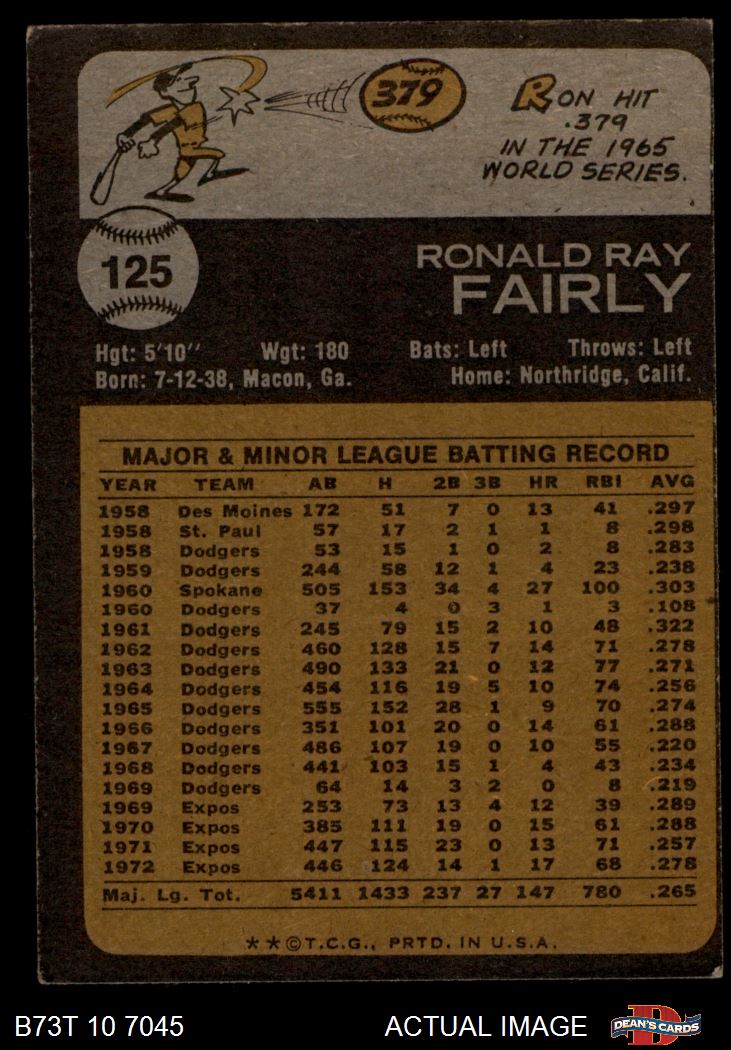 379
RON HIT
.379
IN THE 1965
WORLD SERIES.
125
RONALD RAY
FAIRLY
Hgt: 5'10'' Wgt: 180 Bats: Left Throws: Left
Born: 7-12-38, Macon, Ga. Home: Northridge, Calif.
MAJOR & MINOR LEAGUE BATTING RECORD
YEAR TEAM AB H 2B 3B HR RBI AVG
1958 Des Moines 172 51 7 0 13 41 .297
1958 St. Paul 57 17 2 1 1 8 .298
1958 Dodgers 53 15 1 0 2 8 .283
1959 Dodgers 244 58 12 1 4 23 .238
1960 Spokane 505 153 34 4 27 100 .303
1960 Dodgers 37 4 0 3 1 3 .108
1961 Dodgers 245 79 15 2 10 48 .322
1962 Dodgers 460 128 15 7 14 71 .278
1963 Dodgers 490 133 21 0 12 77 .271
1964 Dodgers 454 116 19 5 10 74 .256
1965 Dodgers 555 152 28 1 9 70 .274
1966 Dodgers 351 101 20 0 14 61 .288
1967 Dodgers 486 107 19 0 10 55 .220
1968 Dodgers 441 103 15 1 4 43 .234
1969 Dodgers 64 14 3 2 0 8 .219
1969 Expos 253 73 13 4 12 39 .289
1970 Expos 385 111 19 0 15 61 .288
1971 Expos 447 115 23 0 13 71 .257
1972 Expos 446 124 14 1 17 68 .278
Maj. Lg. Tot. 5411 1433 237 27 147 780 .265
**©T.C.G., PRTD. IN U.S.A.
B73T 10 7045 ACTUAL IMAGE D DEAN'S CARDS